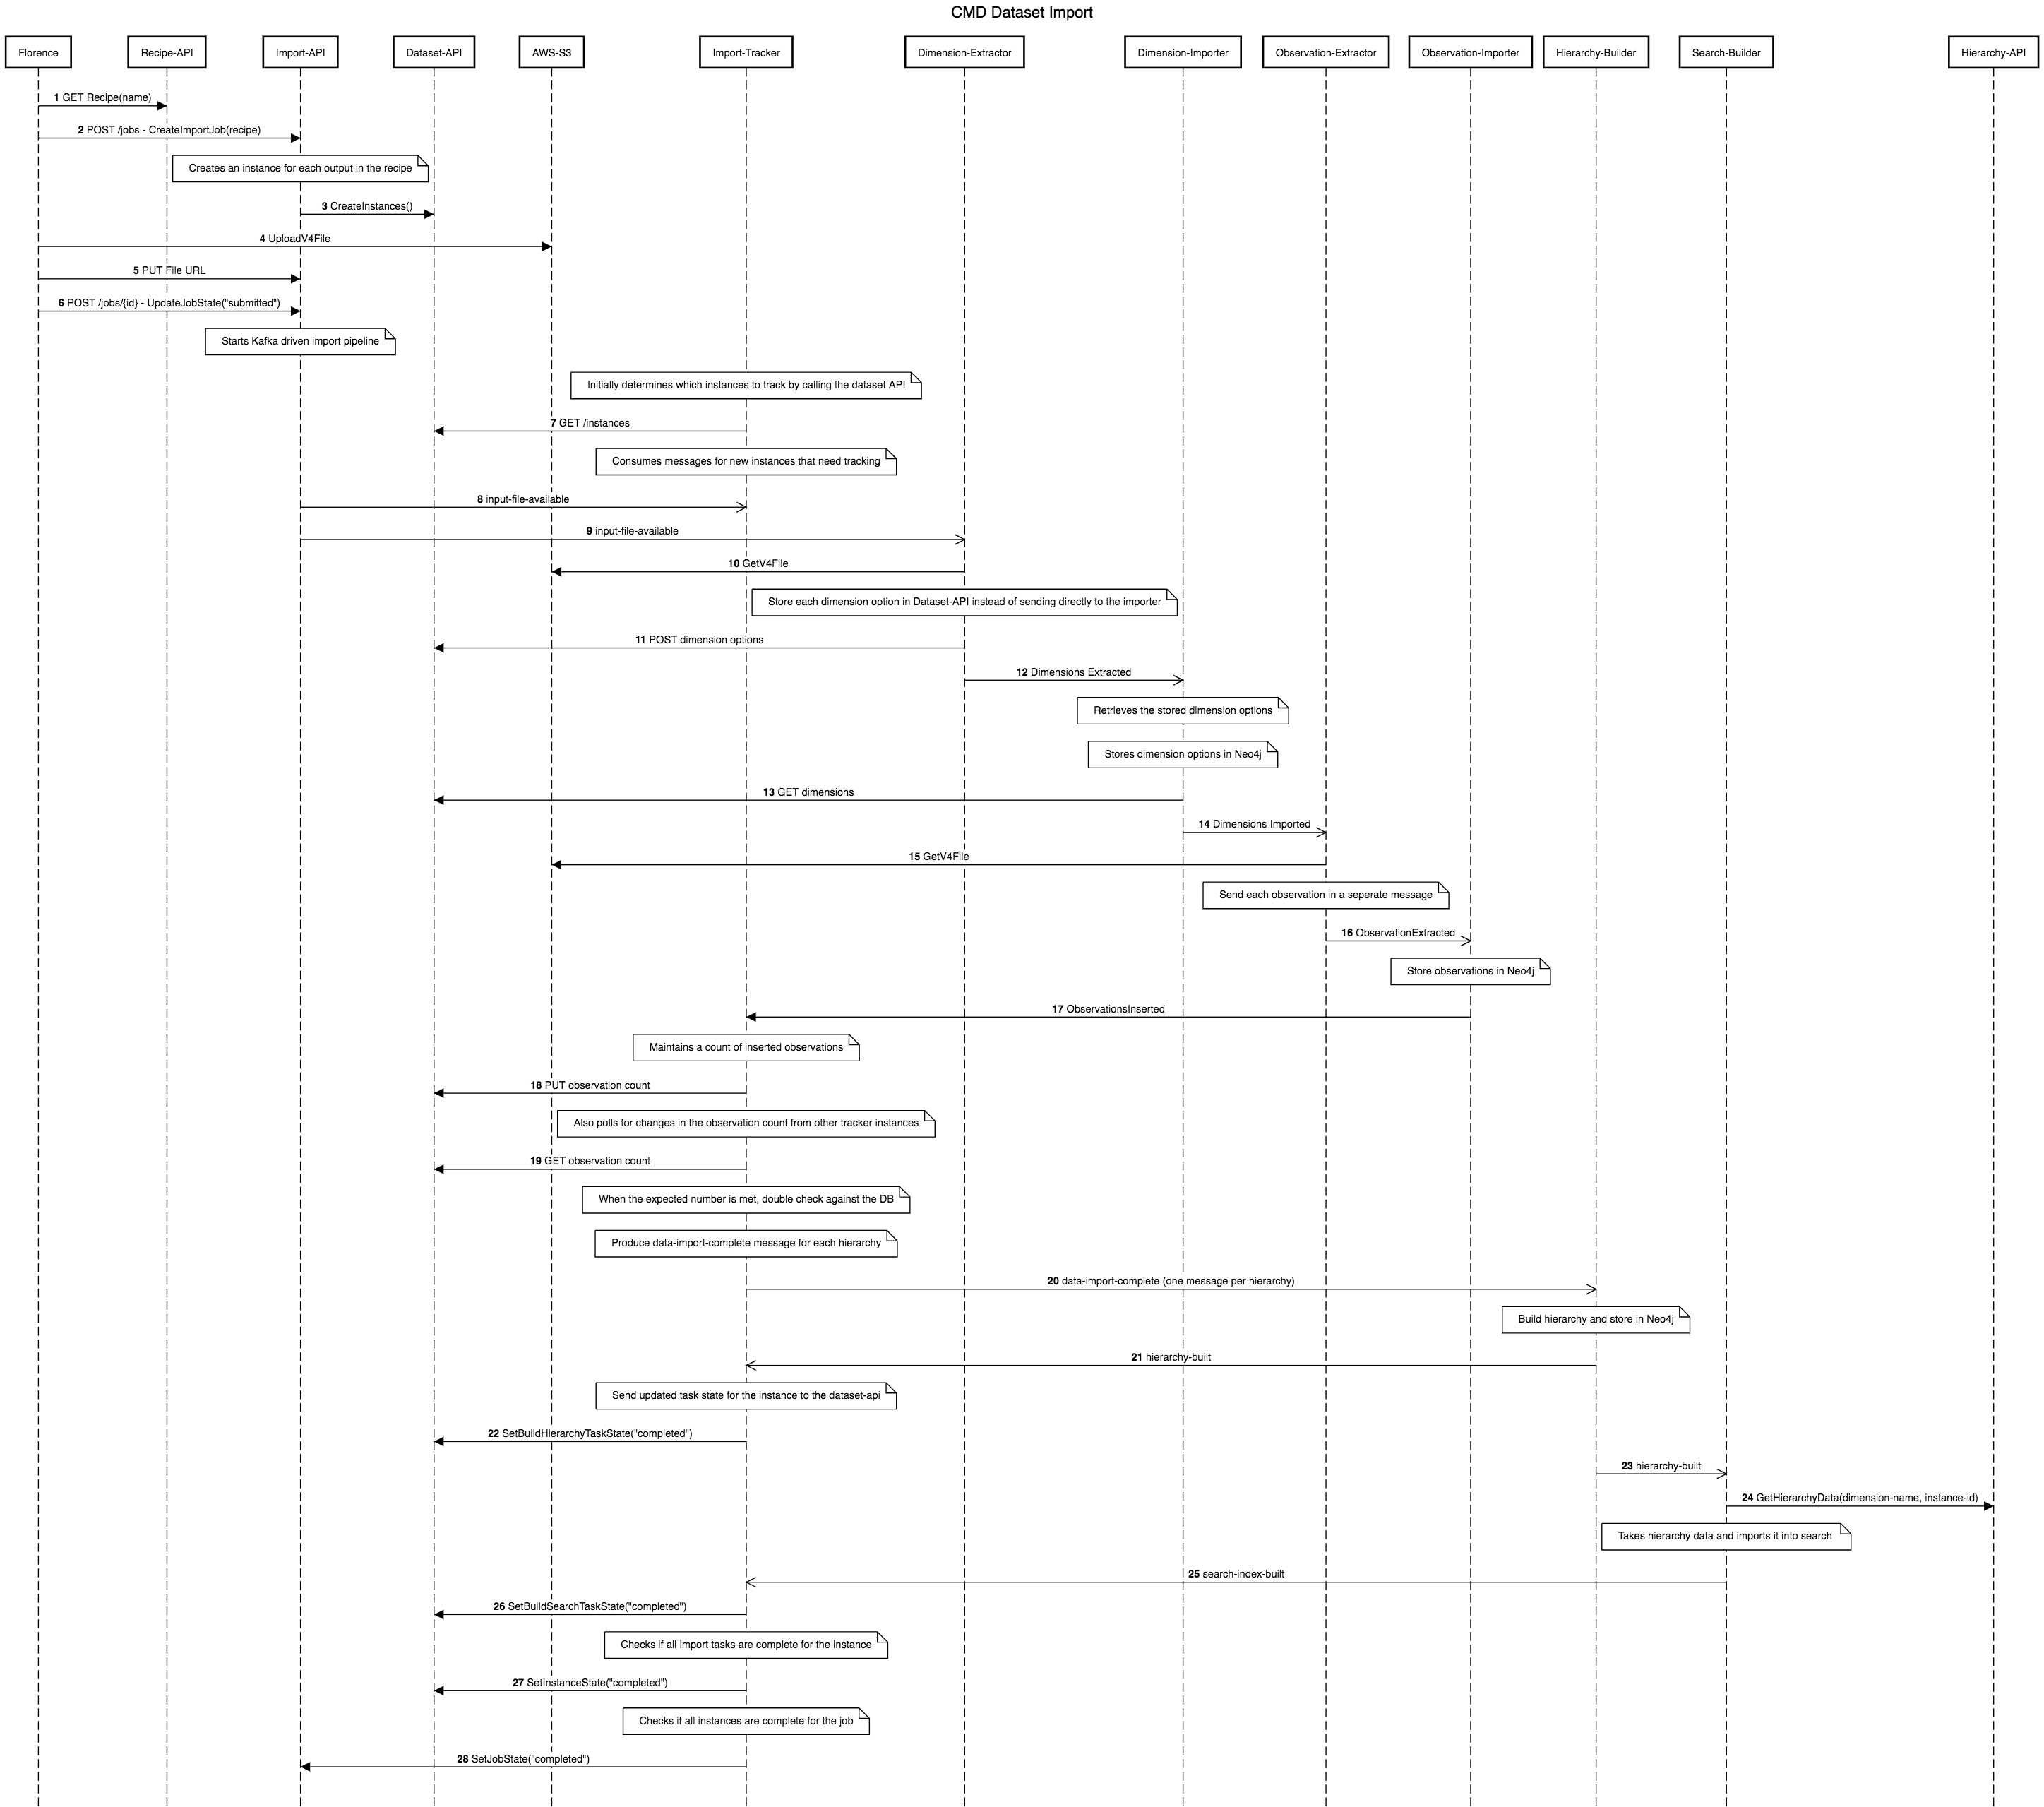 CMD Dataset Import
Florence
Recipe-API
Import-API
Dataset-API
AWS-S3
Import-Tracker
Dimension-Extractor
Dimension-Importer
Observation-Extractor
Observation-Importer
Hierarchy-Builder
Search-Builder
Hierarchy-API
1 GET Recipe(name)
2 POST /jobs - CreateImportJob(recipe)
Creates an instance for each output in the recipe
3 CreateInstances()
4 UploadV4File
5 PUT File URL
6 POST /jobs/{id} - UpdateJobState("submitted")
Starts Kafka driven import pipeline
Initially determines which instances to track by calling the dataset API
7 GET /instances
Consumes messages for new instances that need tracking
8 input-file-available
9 input-file-available
10 GetV4File
Store each dimension option in Dataset-API instead of sending directly to the importer
11 POST dimension options
12 Dimensions Extracted
Retrieves the stored dimension options
Stores dimension options in Neo4j
13 GET dimensions
14 Dimensions Imported
15 GetV4File
Send each observation in a seperate message
16 ObservationExtracted
Store observations in Neo4j
17 ObservationsInserted
Maintains a count of inserted observations
18 PUT observation count
Also polls for changes in the observation count from other tracker instances
19 GET observation count
When the expected number is met, double check against the DB
Produce data-import-complete message for each hierarchy
20 data-import-complete (one message per hierarchy)
Build hierarchy and store in Neo4j
21 hierarchy-built
Send updated task state for the instance to the dataset-api
22 SetBuildHierarchyTaskState("completed")
23 hierarchy-built
24 GetHierarchyData(dimension-name, instance-id)
Takes hierarchy data and imports it into search
25 search-index-built
26 SetBuildSearchTaskState("completed")
Checks if all import tasks are complete for the instance
27 SetInstanceState("completed")
Checks if all instances are complete for the job
28 SetJobState("completed")